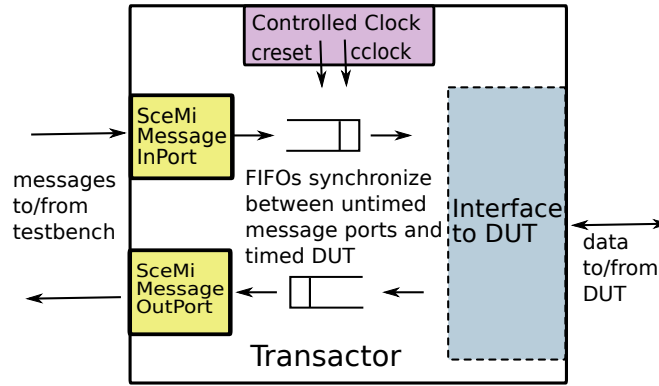 Controlled Clock
creset cclock
SceMi
Message
InPort
messages
to/from
testbench
FIFOs synchronize
between untimed
message ports and
timed DUT
Interface
to DUT
data
to/from
DUT
SceMi
Message
OutPort
Transactor